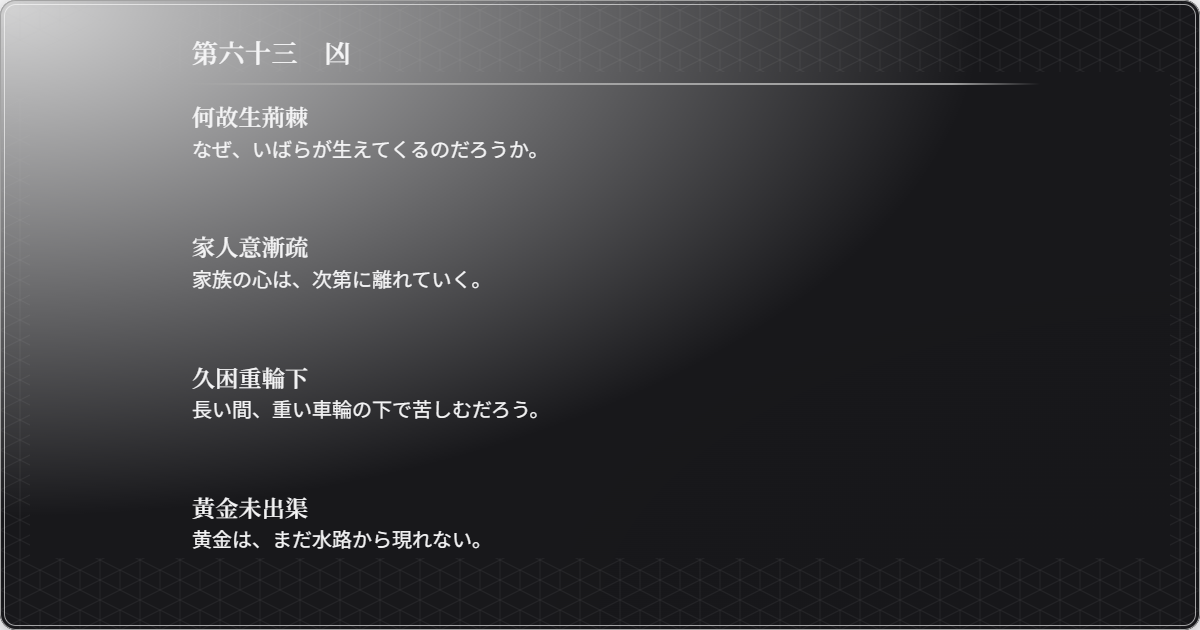 第六十三　凶
何故生荊棘
なぜ、いばらが生えてくるのだろうか。
家人意漸疏
家族の心は、次第に離れていく。
久困重輪下
長い間、重い車輪の下で苦しむだろう。
黃金未出渠
黄金は、まだ水路から現れない。